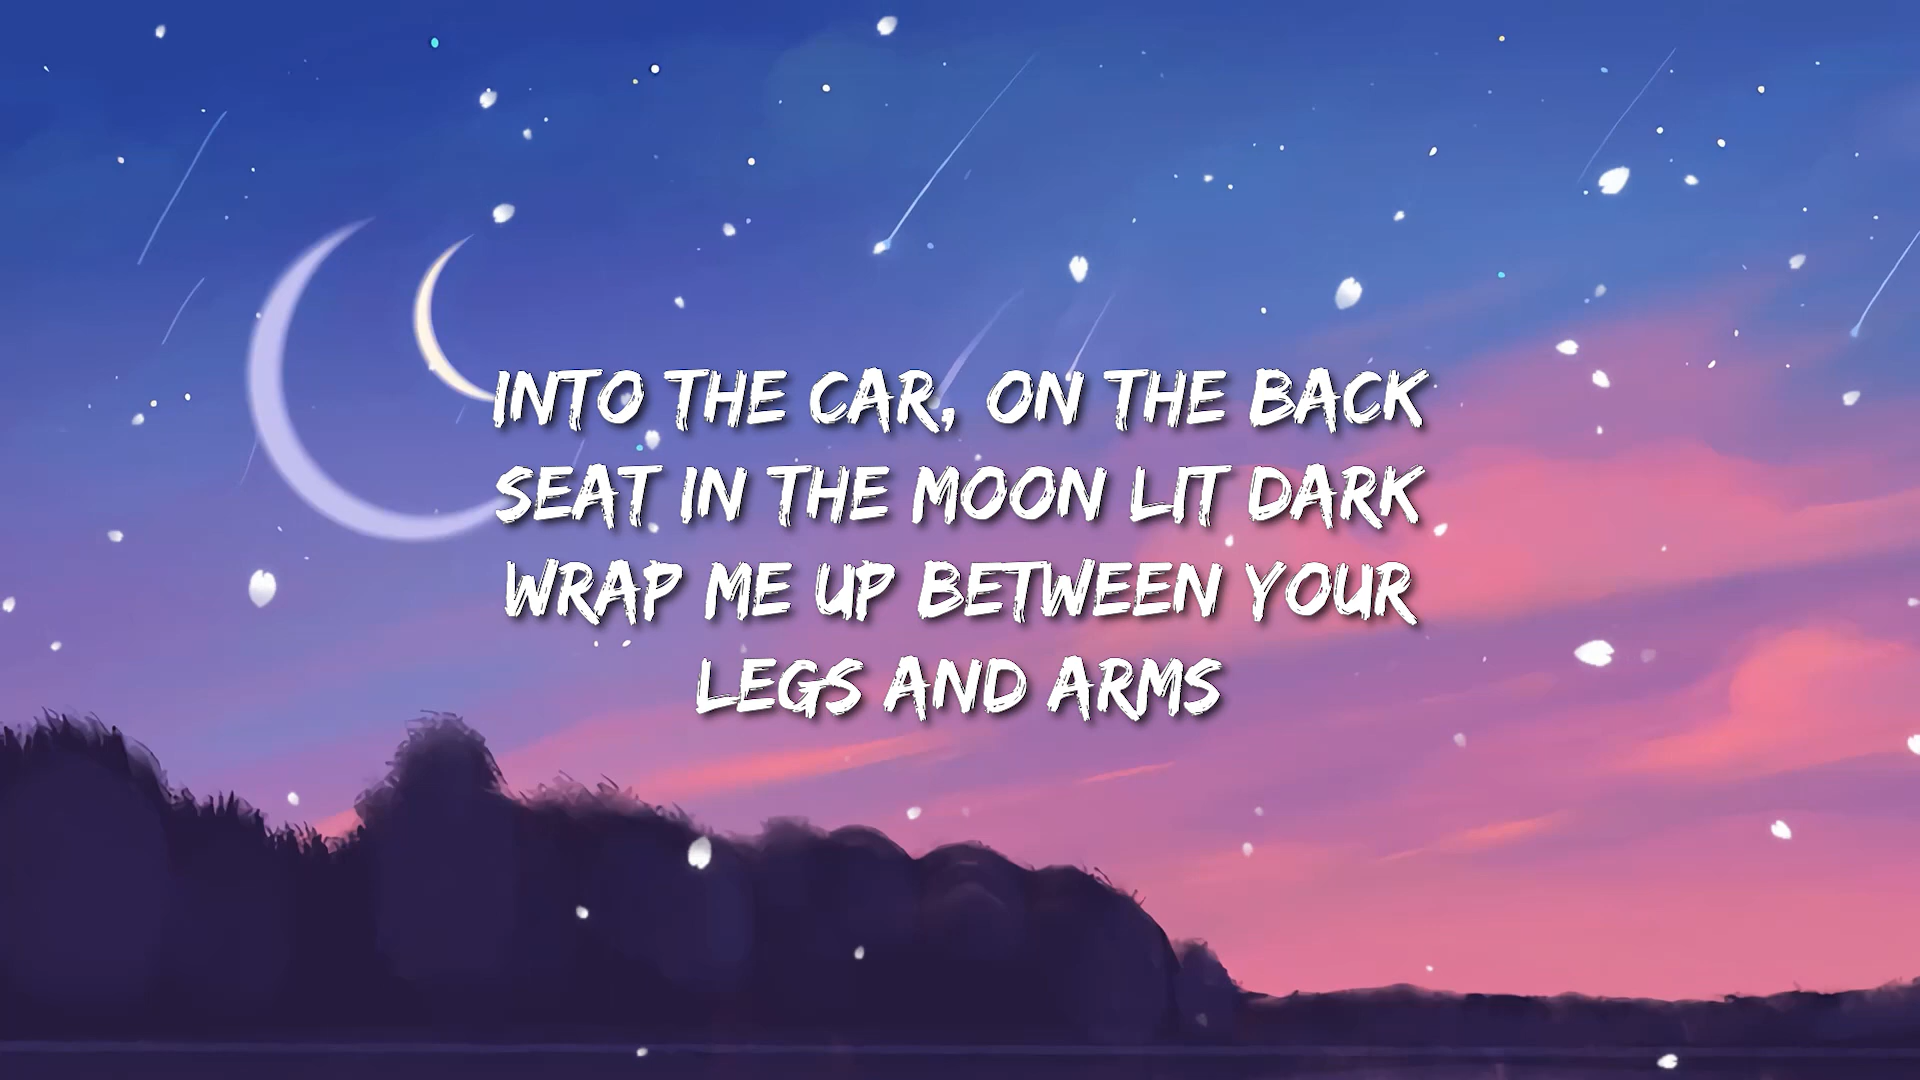 INTO THE CAR, ON THE BACK
SEAT IN THE MOON LIT DARK
WRAP ME UP BETWEEN YOUR
LEGS AND ARMS